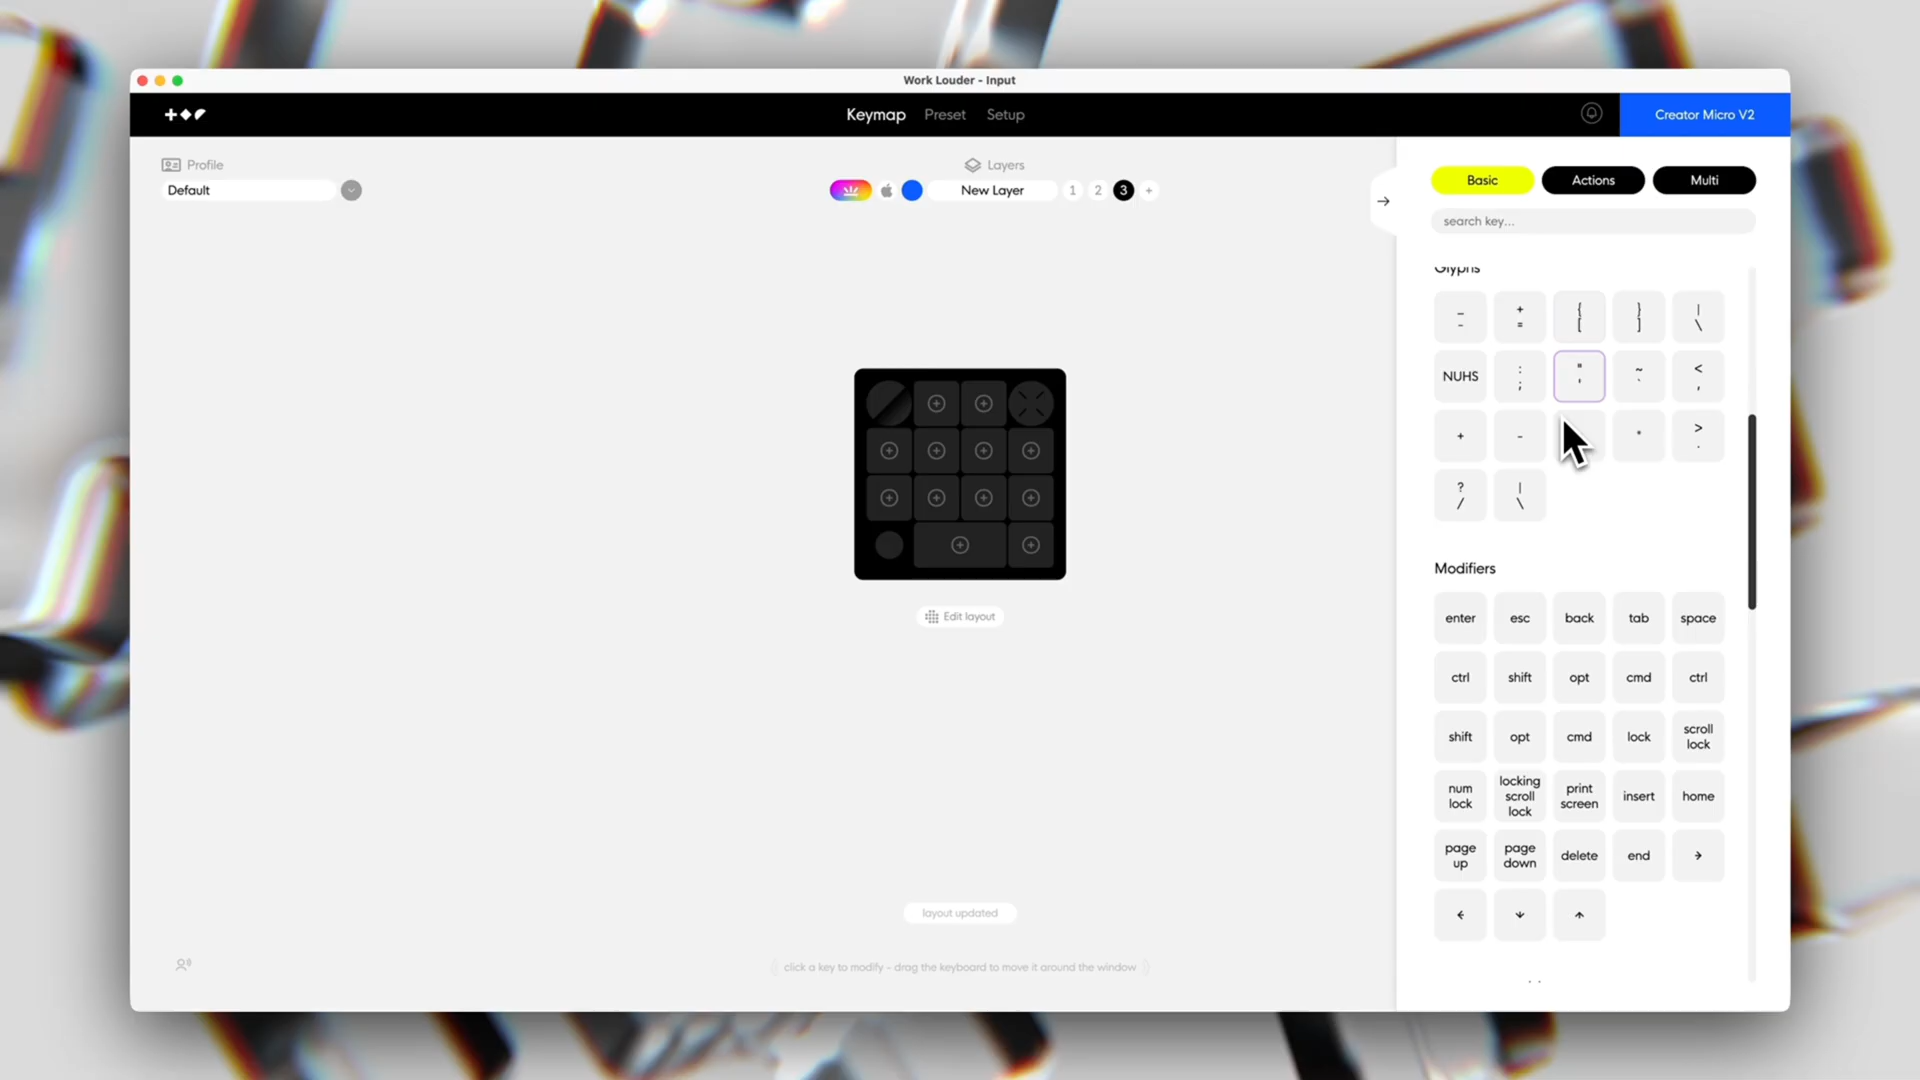 Work Louder - Input
Keymap Preset Setup
Creator Micro V2
Profile
Default
Layers
New Layer 1 2 3 +
Basic Actions Multi
search key...
Glyphs
_ + { } |
- = [ ] \
NUHS : " ~ <
; ' ` ,
+ - * >
.
? |
/ \
Modifiers
enter esc back tab space
ctrl shift opt cmd ctrl
shift opt cmd lock scroll lock
num lock locking scroll lock print screen insert home
page up page down delete end →
← ↓ ↑
Edit layout
layout updated
click a key to modify - drag the keyboard to move it around the window